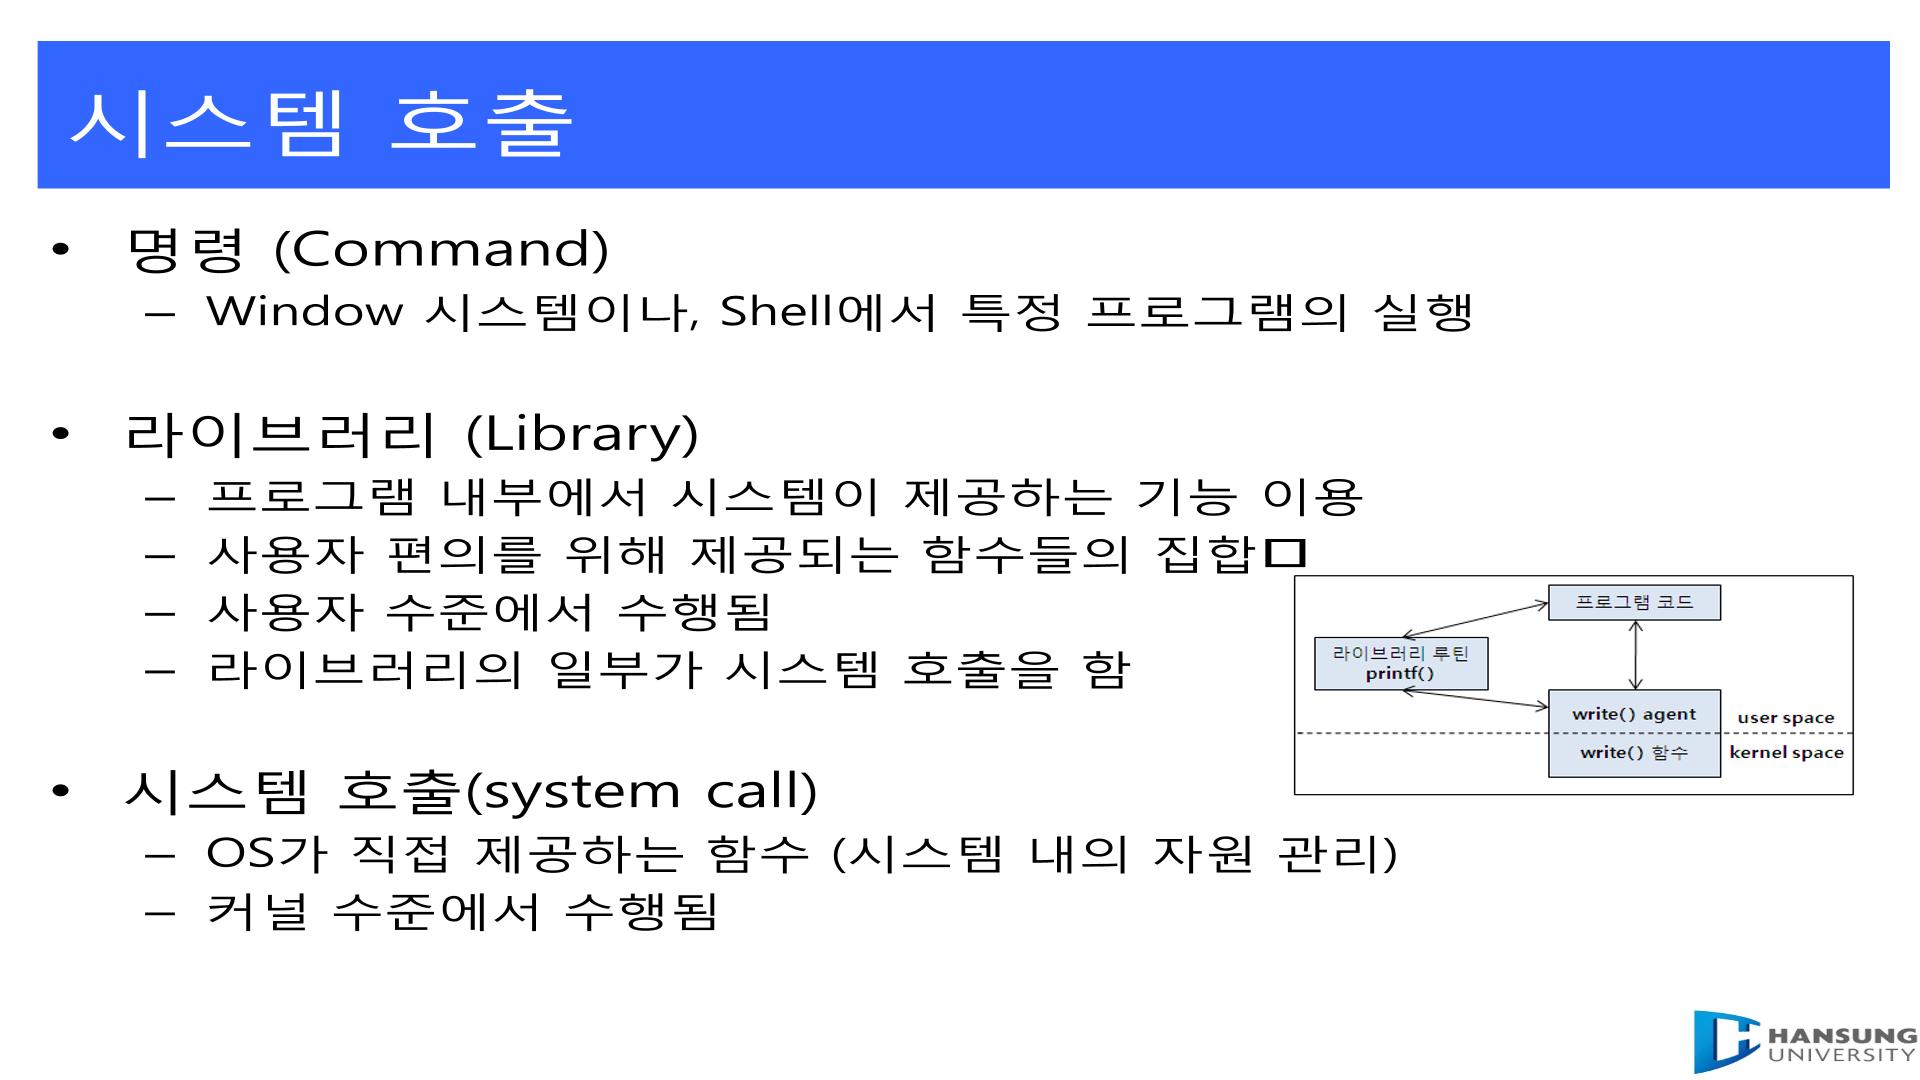 시스템 호출
• 명령 (Command)
– Window 시스템이나, Shell에서 특정 프로그램의 실행
• 라이브러리 (Library)
– 프로그램 내부에서 시스템이 제공하는 기능 이용
– 사용자 편의를 위해 제공되는 함수들의 집합
– 사용자 수준에서 수행됨
– 라이브러리의 일부가 시스템 호출을 함
프로그램 코드
라이브러리 루틴
printf()
write() agent
user space
write() 함수
kernel space
• 시스템 호출(system call)
– OS가 직접 제공하는 함수 (시스템 내의 자원 관리)
– 커널 수준에서 수행됨
HANSUNG
UNIVERSITY